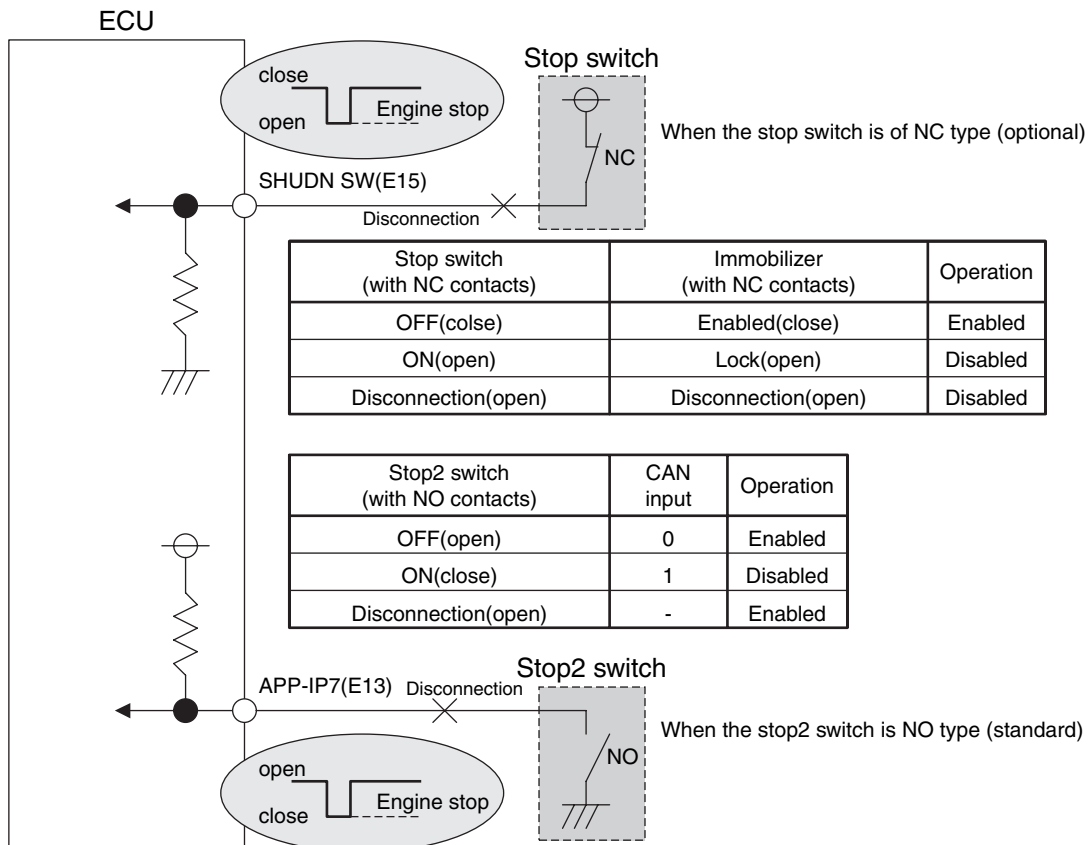 ECU
close
open
Engine stop
Stop switch
NC
When the stop switch is of NC type (optional)
SHUDN SW(E15)
Disconnection
Stop switch
(with NC contacts)
Immobilizer
(with NC contacts)
Operation
OFF(colse)
Enabled(close)
Enabled
ON(open)
Lock(open)
Disabled
Disconnection(open)
Disconnection(open)
Disabled
Stop2 switch
(with NO contacts)
CAN
input
Operation
OFF(open)
0
Enabled
ON(close)
1
Disabled
Disconnection(open)
-
Enabled
Stop2 switch
APP-IP7(E13)
Disconnection
NO
When the stop2 switch is NO type (standard)
open
close
Engine stop